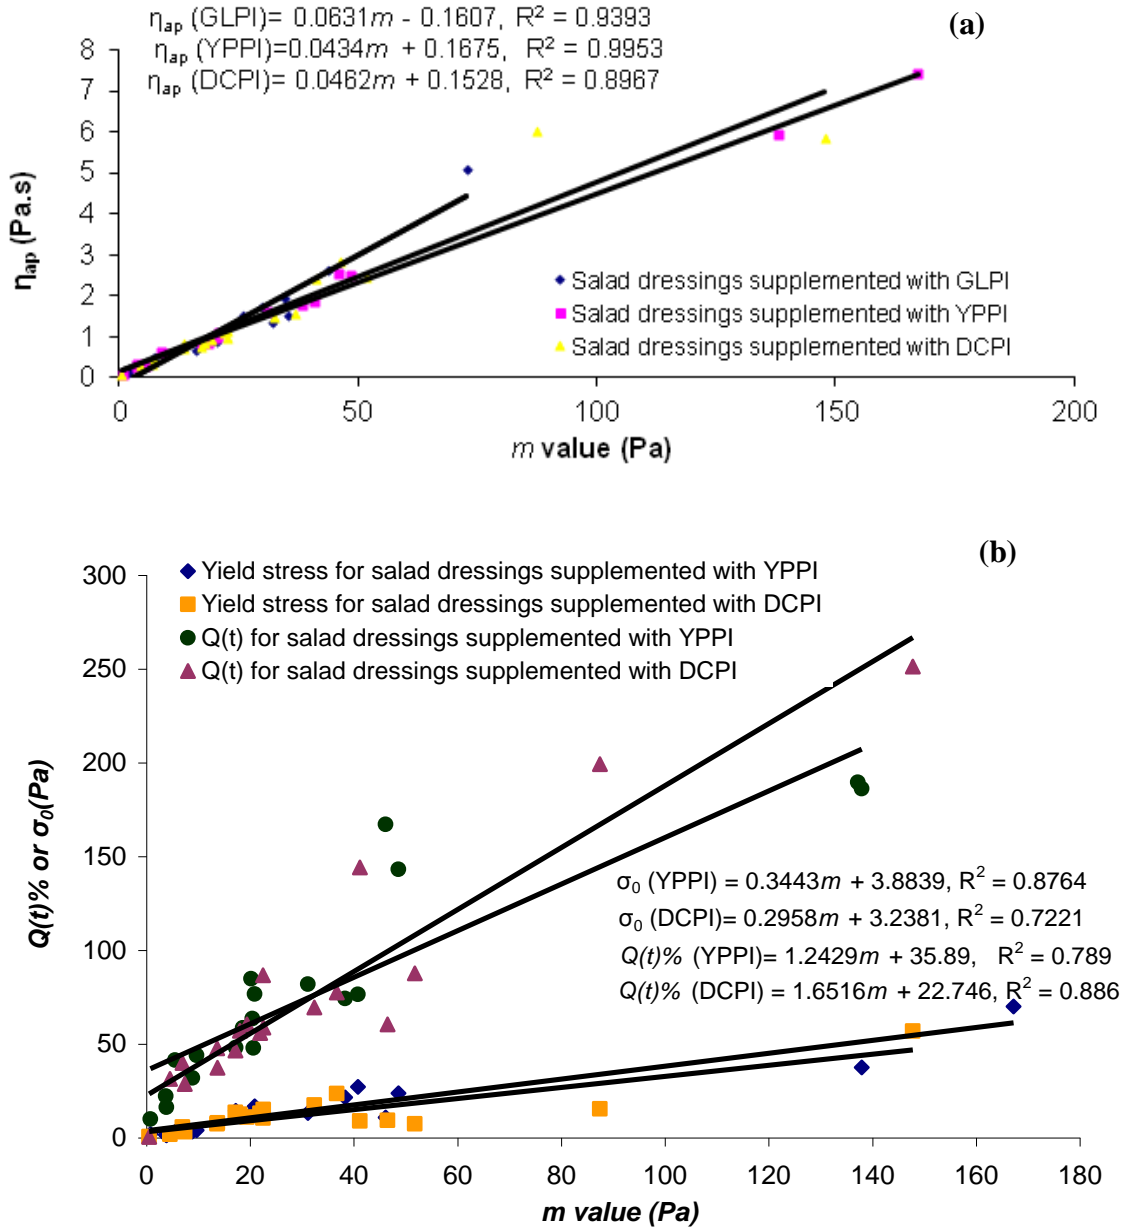 (a)
η_ap (GLPI)= 0.0631m - 0.1607, R² = 0.9393
η_ap (YPPI)=0.0434m + 0.1675, R² = 0.9953
η_ap (DCPI)= 0.0462m + 0.1528, R² = 0.8967
8
7
6
5
4
3
2
1
0
η_ap (Pa.s)
Salad dressings supplemented with GLPI
Salad dressings supplemented with YPPI
Salad dressings supplemented with DCPI
0 50 100 150 200
m value (Pa)
(b)
Yield stress for salad dressings supplemented with YPPI
Yield stress for salad dressings supplemented with DCPI
Q(t) for salad dressings supplemented with YPPI
Q(t) for salad dressings supplemented with DCPI
300
250
200
150
100
50
0
Q(t)% or σ₀(Pa)
σ₀ (YPPI) = 0.3443m + 3.8839, R² = 0.8764
σ₀ (DCPI)= 0.2958m + 3.2381, R² = 0.7221
Q(t)% (YPPI)= 1.2429m + 35.89, R² = 0.789
Q(t)% (DCPI) = 1.6516m + 22.746, R² = 0.886
0 20 40 60 80 100 120 140 160 180
m value (Pa)